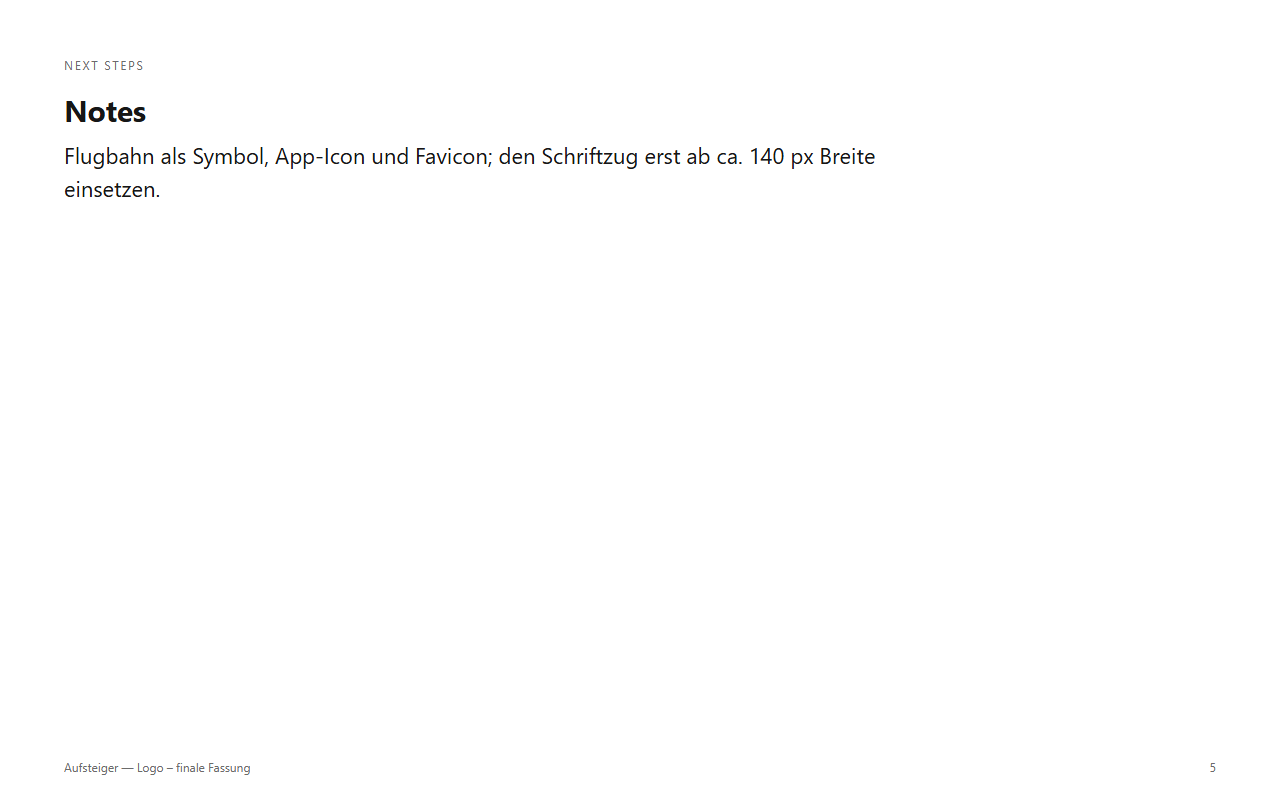 NEXT STEPS
Notes
Flugbahn als Symbol, App-Icon und Favicon; den Schriftzug erst ab ca. 140 px Breite
einsetzen.
Aufsteiger — Logo – finale Fassung
5